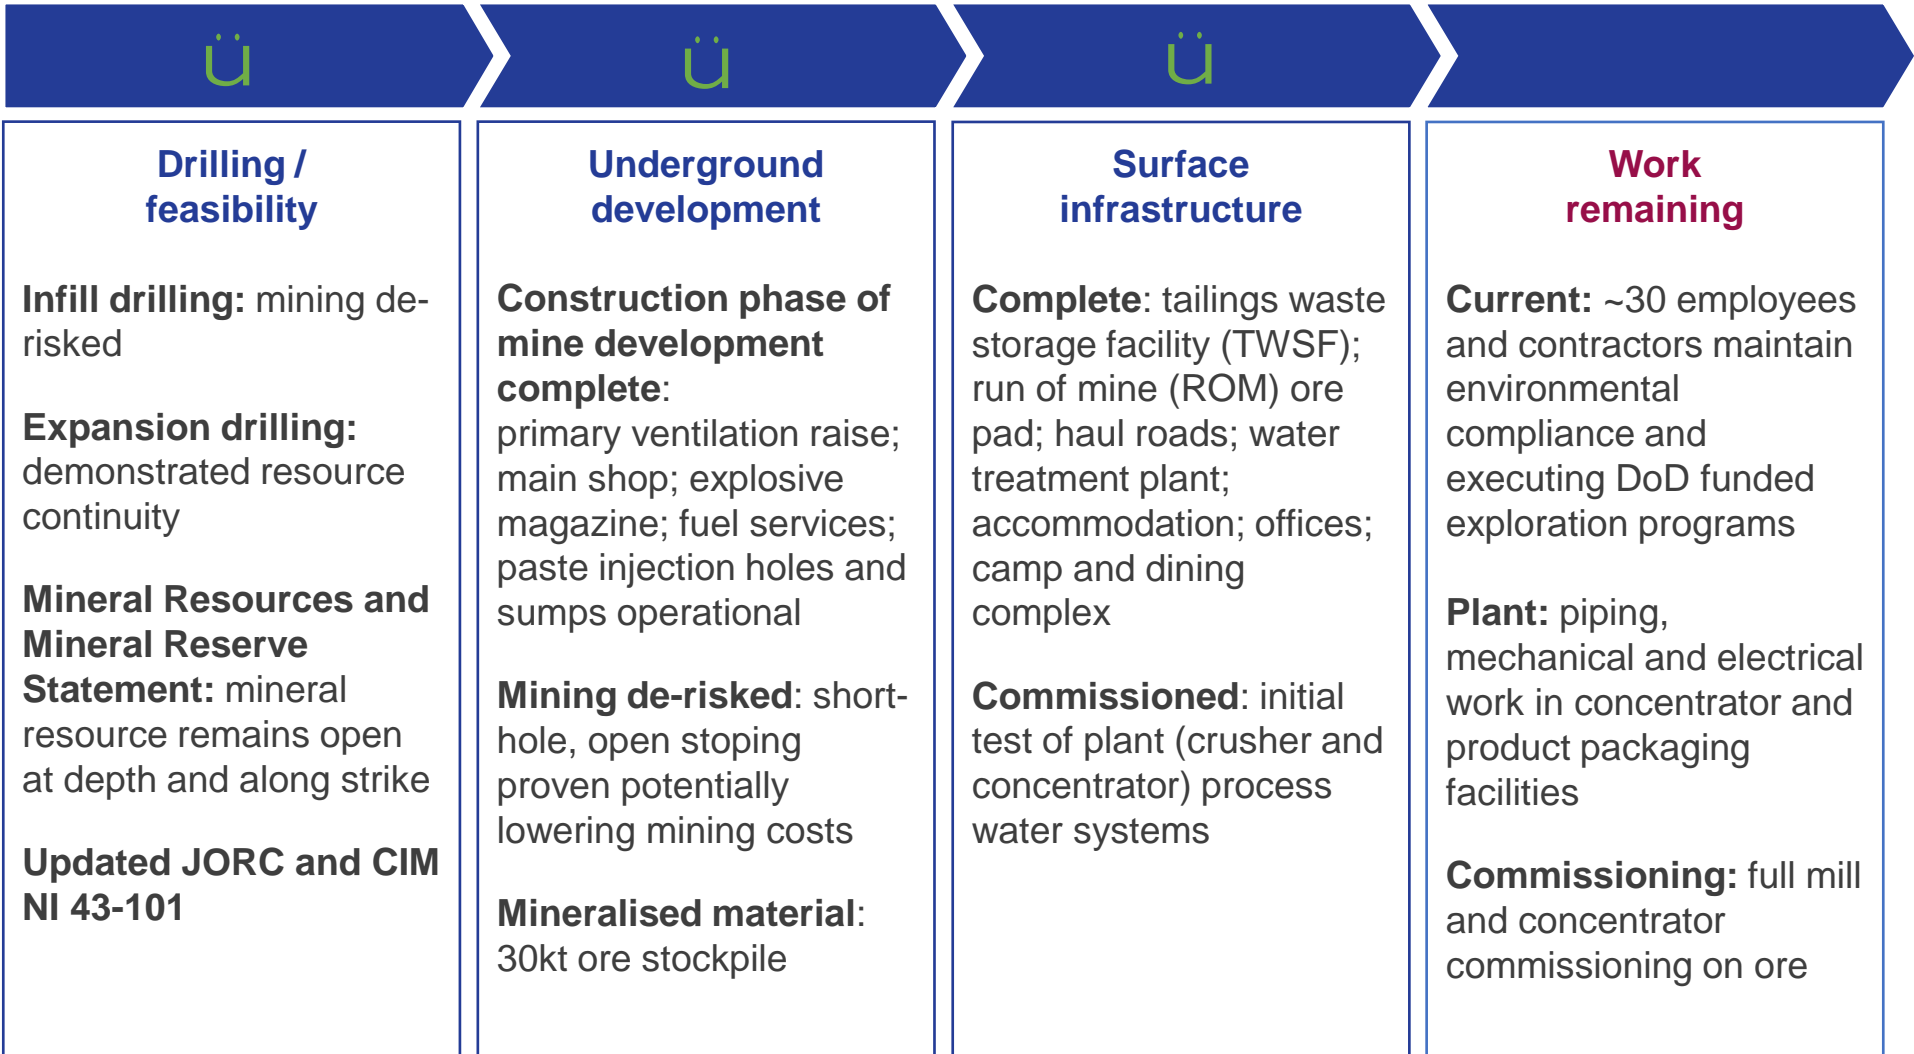 ü
ü
ü
Drilling /
feasibility
Infill drilling: mining de-
risked
Expansion drilling:
demonstrated resource
continuity
Mineral Resources and
Mineral Reserve
Statement: mineral
resource remains open
at depth and along strike
Updated JORC and CIM
NI 43-101
Underground
development
Construction phase of
mine development
complete:
primary ventilation raise;
main shop; explosive
magazine; fuel services;
paste injection holes and
sumps operational
Mining de-risked: short-
hole, open stoping
proven potentially
lowering mining costs
Mineralised material:
30kt ore stockpile
Surface
infrastructure
Complete: tailings waste
storage facility (TWSF);
run of mine (ROM) ore
pad; haul roads; water
treatment plant;
accommodation; offices;
camp and dining
complex
Commissioned: initial
test of plant (crusher and
concentrator) process
water systems
Work
remaining
Current: ~30 employees
and contractors maintain
environmental
compliance and
executing DoD funded
exploration programs
Plant: piping,
mechanical and electrical
work in concentrator and
product packaging
facilities
Commissioning: full mill
and concentrator
commissioning on ore